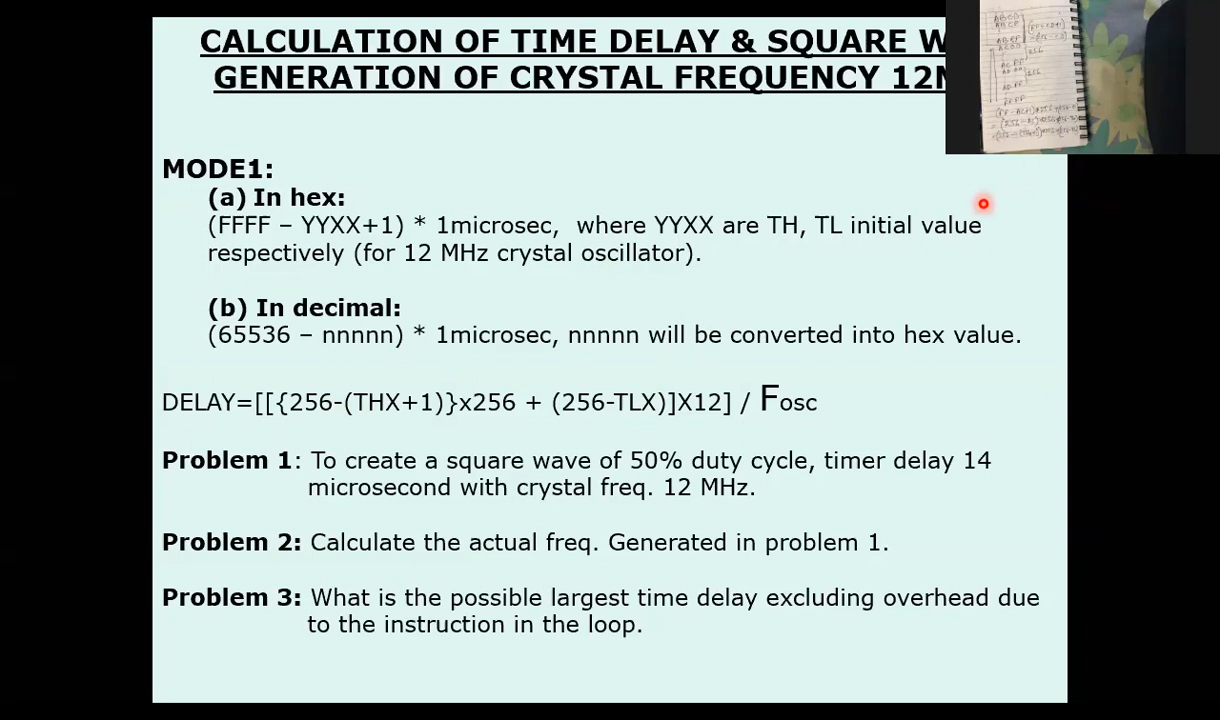 CALCULATION OF TIME DELAY & SQUARE W
GENERATION OF CRYSTAL FREQUENCY 12
MODE1:
(a) In hex:
(FFFF – YYXX+1) * 1microsec, where YYXX are TH, TL initial value
respectively (for 12 MHz crystal oscillator).
(b) In decimal:
(65536 – nnnnn) * 1microsec, nnnnn will be converted into hex value.
DELAY=[[{256-(THX+1)}x256 + (256-TLX)]X12] / Fosc
Problem 1: To create a square wave of 50% duty cycle, timer delay 14
microsecond with crystal freq. 12 MHz.
Problem 2: Calculate the actual freq. Generated in problem 1.
Problem 3: What is the possible largest time delay excluding overhead due
to the instruction in the loop.